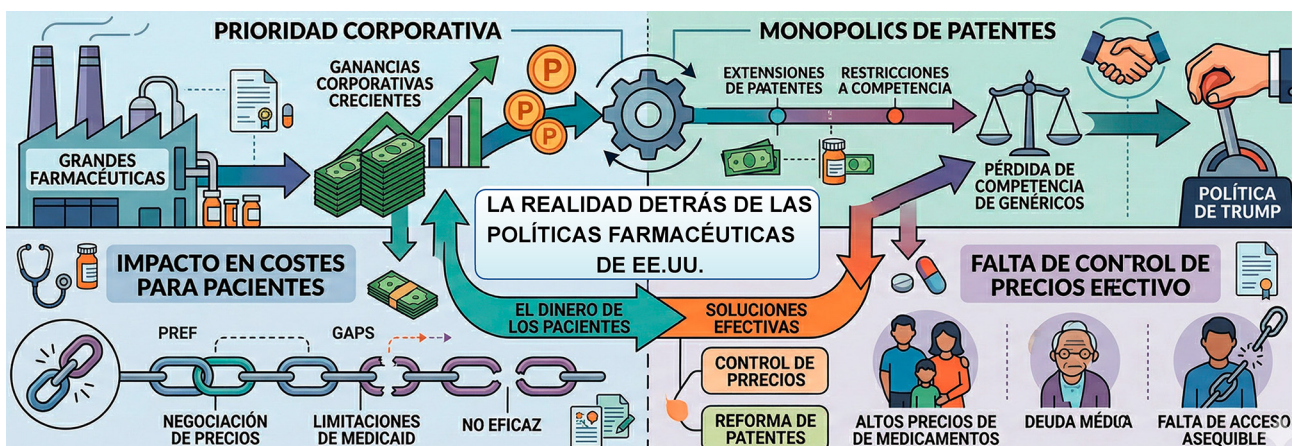 PRIORIDAD CORPORATIVA
GRANDES
FARMACÉUTICAS
GANANCIAS
CORPORATIVAS
CRECIENTES
P
P
P
MONOPOLICS DE PATENTES
EXTENSIONES
DE PAATENTES
RESTRICCIONES
A COMPETENCIA
PÉRDIDA DE
COMPETENCIA
DE GENÉRICOS
POLÍTICA
DE TRUMP
LA REALIDAD DETRÁS DE LAS
POLÍTICAS FARMACÉUTICAS
DE EE.UU.
IMPACTO EN COSTES
PARA PACIENTES
PREF
GAPS
NEGOCIACIÓN
DE PRECIOS
LIMITACIONES
DE MEDICAID
NO EFICAZ
EL DINERO DE
LOS PACIENTES
SOLUCIONES
EFECTIVAS
CONTROL DE
PRRECIOS
REFORMA DE
PATENTES
FALTA DE CONTROL DE
PRECIOS EFECTIVO
ALTOS PRECIOS DE
DE MEDICAMENTOS
DEUDA MÉDICA
FALTA DE ACCESO
ASEQIBLE